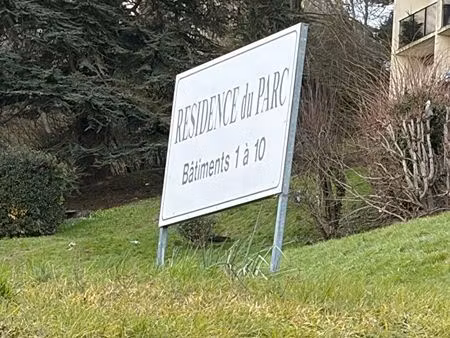 RESIDENCE du PARC
Bâtiments 1 à 10